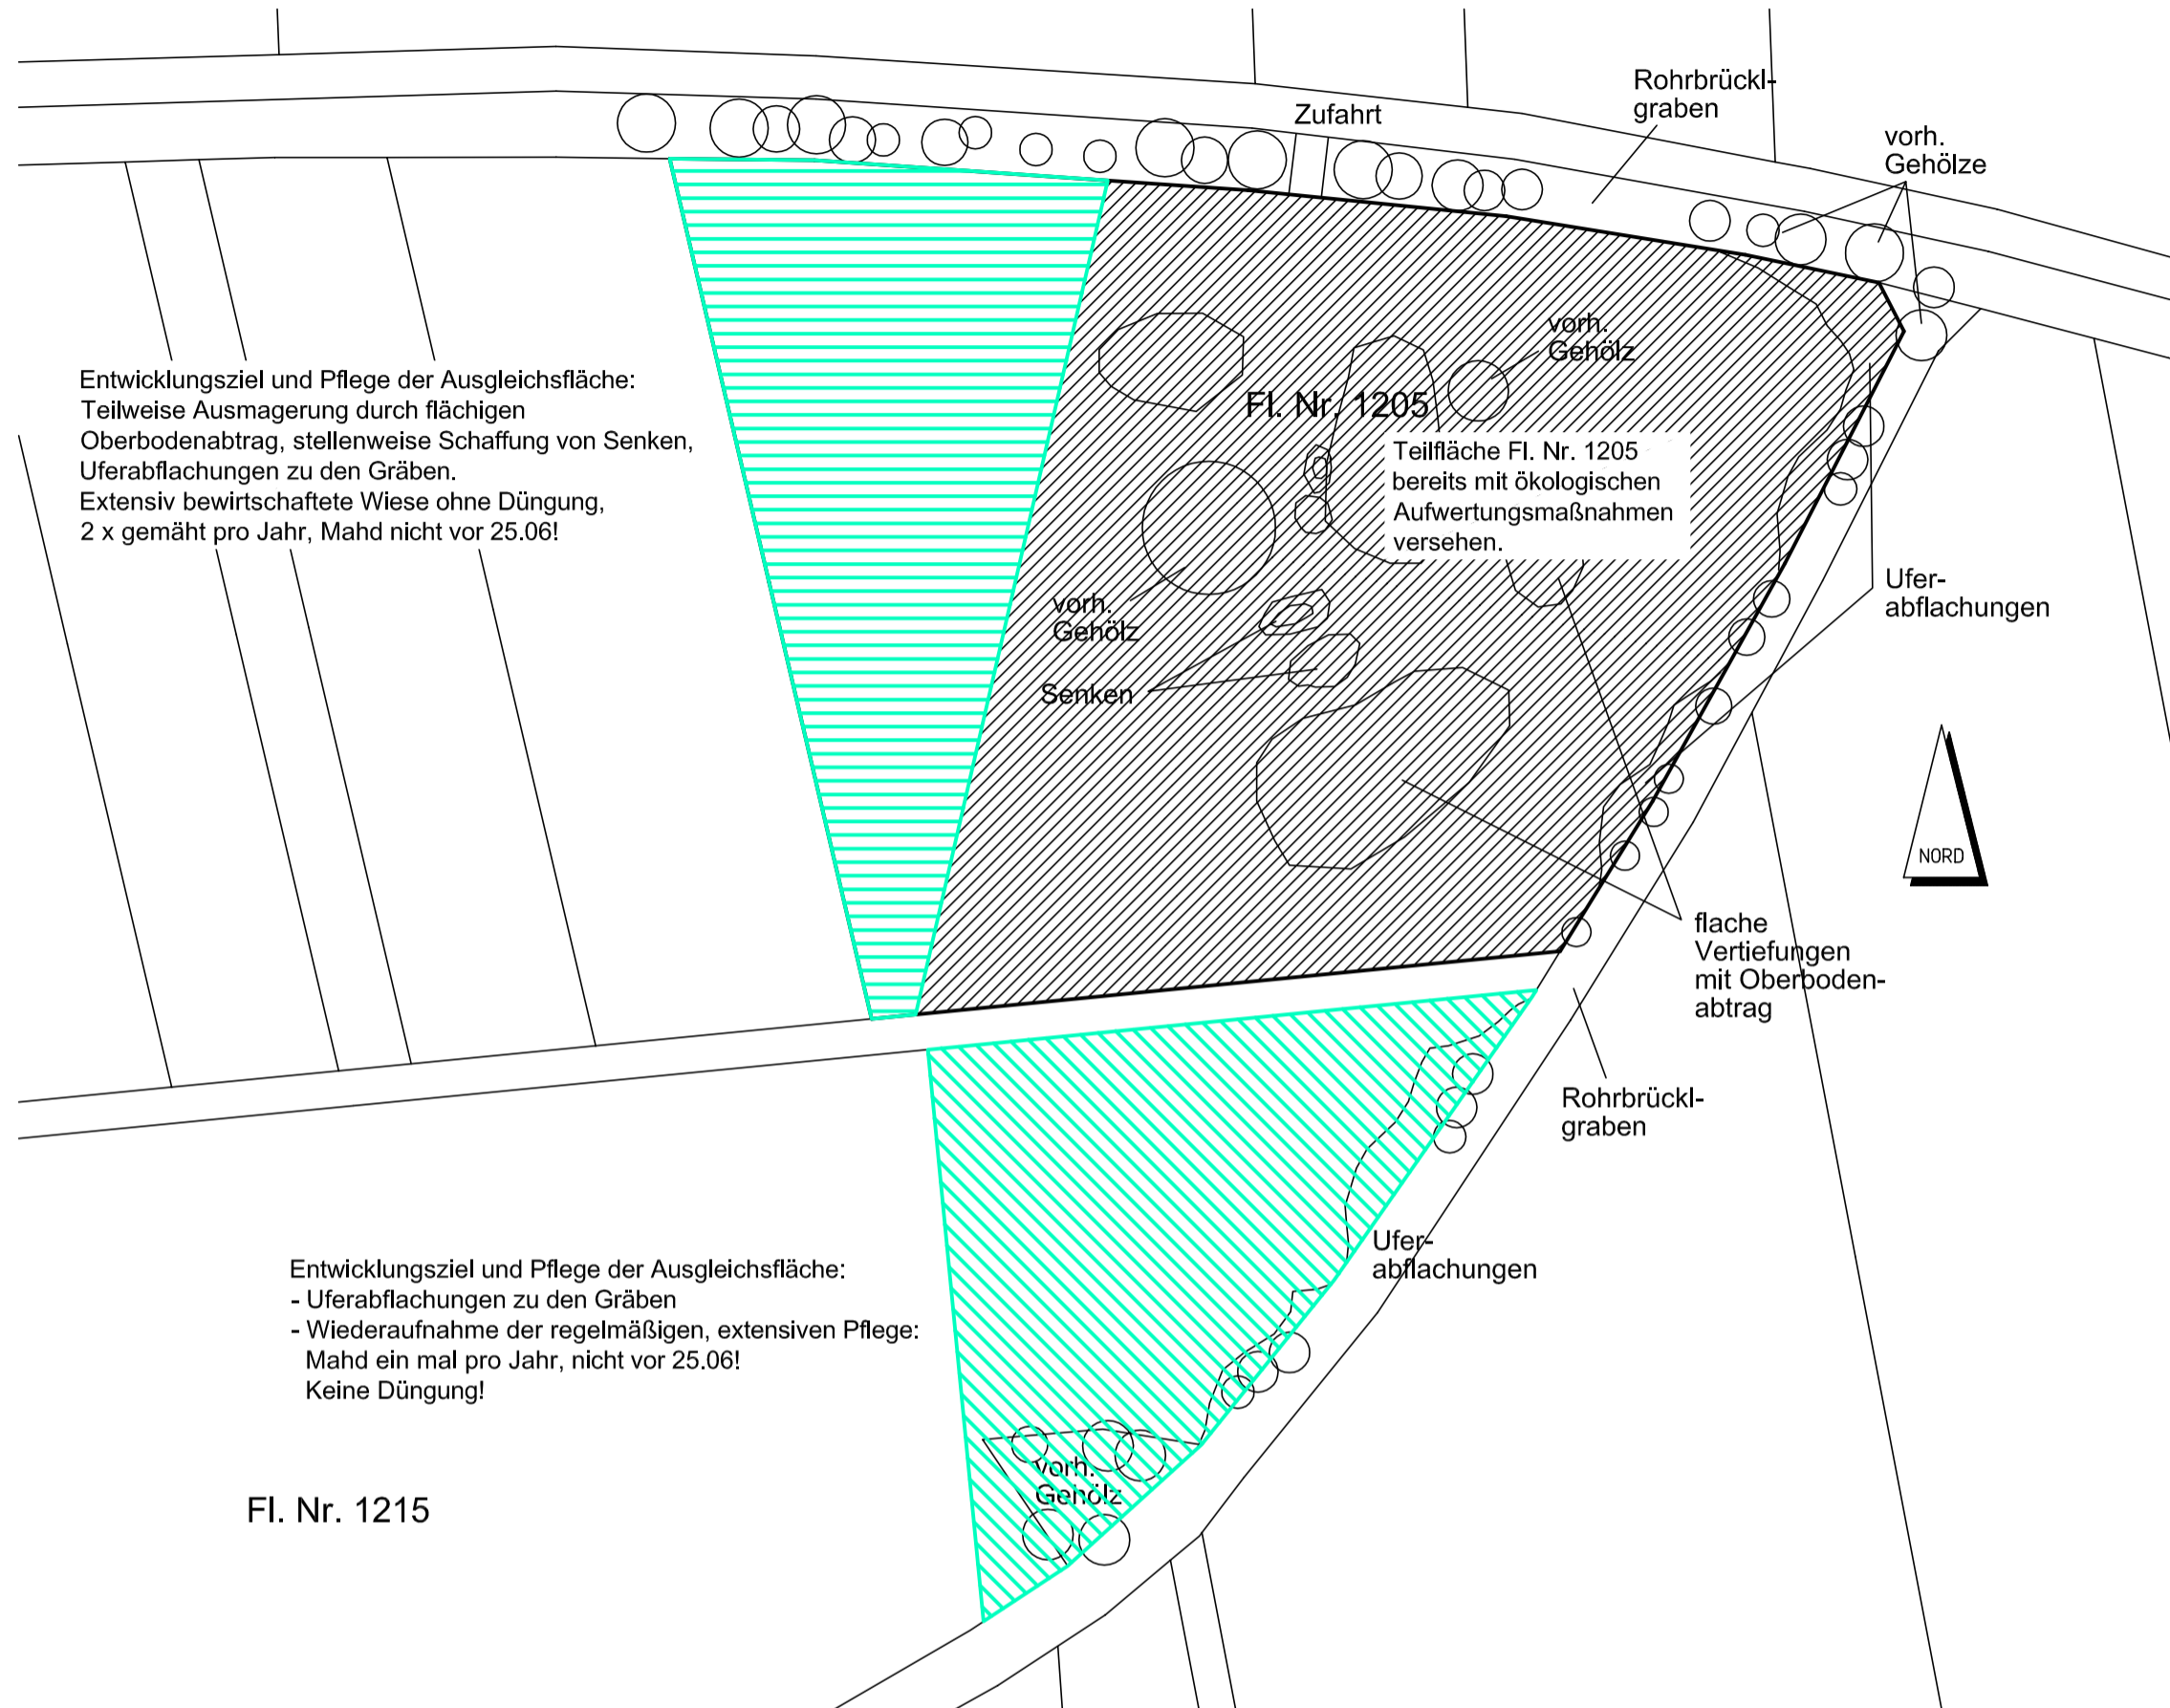 Rohrbrückl-
graben
Zufahrt
vorh.
Gehölze
vorh.
Gehölz
Entwicklungsziel und Pflege der Ausgleichsfläche:
Teilweise Ausmagerung durch flächigen
Oberbodenabtrag, stellenweise Schaffung von Senken,
Uferabflachungen zu den Gräben.
Extensiv bewirtschaftete Wiese ohne Düngung,
2 x gemäht pro Jahr, Mahd nicht vor 25.06!
Fl. Nr. 1205
Teilfläche Fl. Nr. 1205
bereits mit ökologischen
Aufwertungsmaßnahmen
versehen.
Ufer-
abflachungen
vorh.
Gehölz
Senken
NORD
flache
Vertiefungen
mit Oberboden-
abtrag
Rohrbrückl-
graben
Ufer-
abflachungen
Entwicklungsziel und Pflege der Ausgleichsfläche:
- Uferabflachungen zu den Gräben
- Wiederaufnahme der regelmäßigen, extensiven Pflege:
Mahd ein mal pro Jahr, nicht vor 25.06!
Keine Düngung!
vorh.
Gehölz
Fl. Nr. 1215